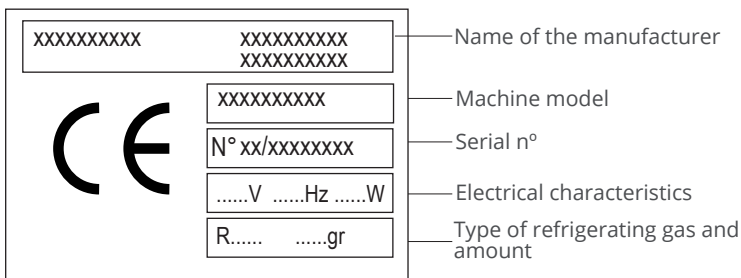 xxxxxxxxxx xxxxxxxxxx Name of the manufacturer
xxxxxxxxxx
CE xxxxxxxxxx Machine model
N° xx/xxxxxxxx Serial nº
......V ......Hz ......W Electrical characteristics
R...... ......gr Type of refrigerating gas and
amount